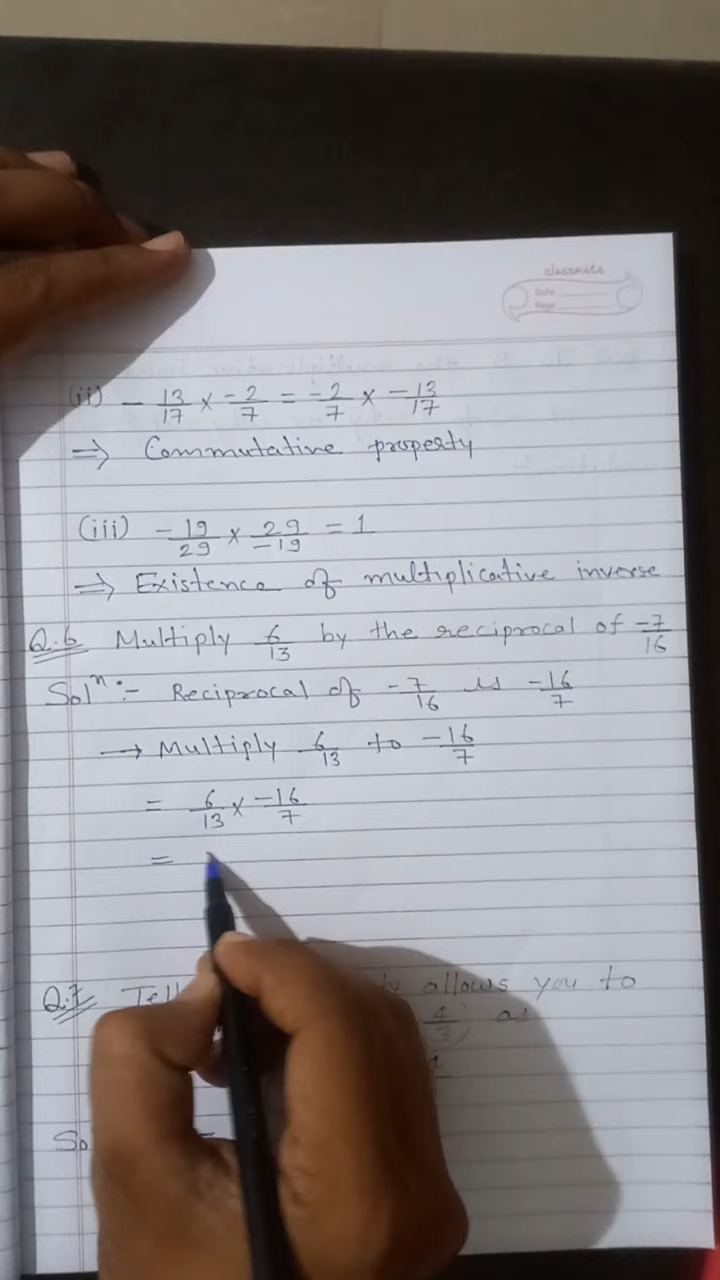 classmate
Date
Page
(ii) - 13/17 × -2/7 = -2/7 × -13/17
⇒ Commutative property
(iii) -19/29 × 29/-19 = 1
⇒ Existence of multiplicative inverse
Q.6 Multiply 6/13 by the reciprocal of -7/16
Solⁿ :- Reciprocal of -7/16 is -16/7
→ Multiply 6/13 to -16/7
= 6/13 × -16/7
=
Q.7 Tell allows you to
4/3) as